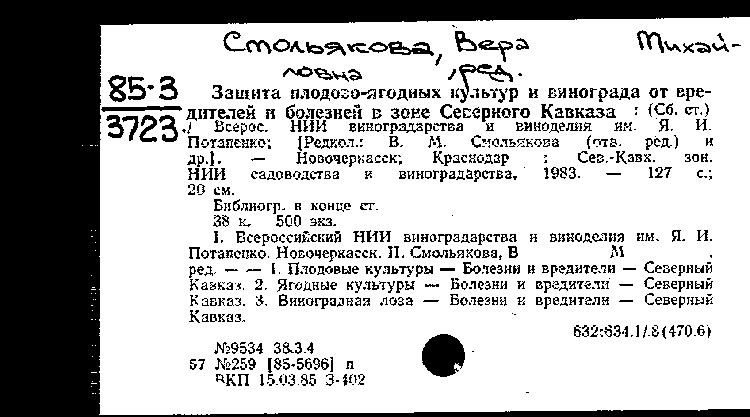 Смольякова, Вера Михай-
ловна, ред.
85-3
3723
Защита плодово-ягодных культур и винограда от вре-
дителей и болезней в зоне Северного Кавказа : (Сб. ст.)
/ Всерос. НИИ виноградарства и виноделия им. Я. И.
Потапенко; [Редкол.: В. М. Смольякова (отв. ред.) и
др.]. — Новочеркасск; Краснодар : Сев.-Кавк. зон.
НИИ садоводства и виноградарства, 1983. — 127 с.;
20 см.
Библиогр. в конце ст.
38 к. 500 экз.
I. Всероссийский НИИ виноградарства и виноделия им. Я. И.
Потапенко. Новочеркасск. II. Смольякова, В М ,
ред. — — 1. Плодовые культуры — Болезни и вредители — Северный
Кавказ. 2. Ягодные культуры — Болезни и вредители — Северный
Кавказ. 3. Виноградная лоза — Болезни и вредители — Северный
Кавказ.
632:634.1/.8(470.6)
№9534 38.3.4
57 №259 [85-5696] п
ВКП 15.03.85 З-402